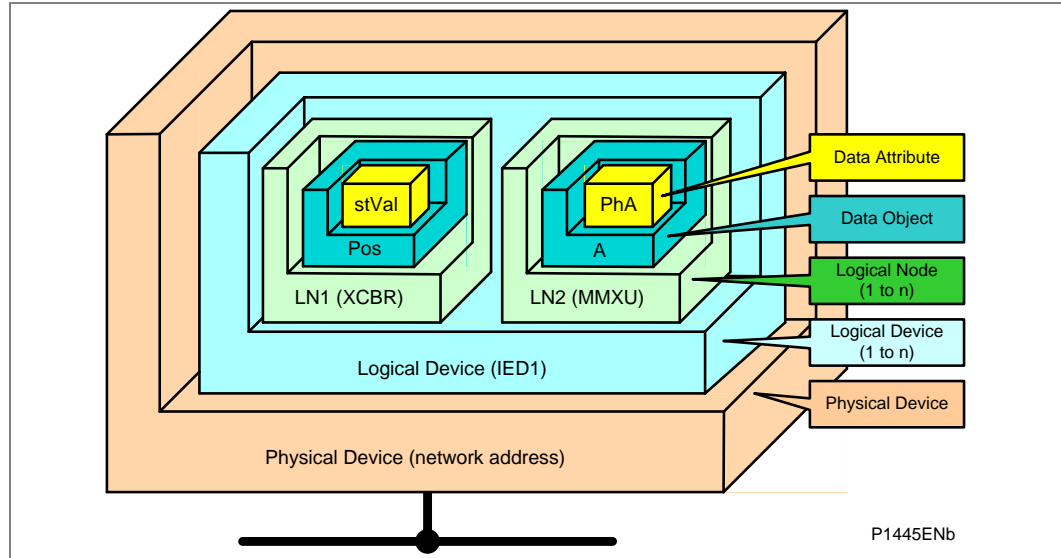 stVal
PhA
Pos
A
LN1 (XCBR)
LN2 (MMXU)
Logical Device (IED1)
Physical Device (network address)
Data Attribute
Data Object
Logical Node
(1 to n)
Logical Device
(1 to n)
Physical Device
P1445ENb